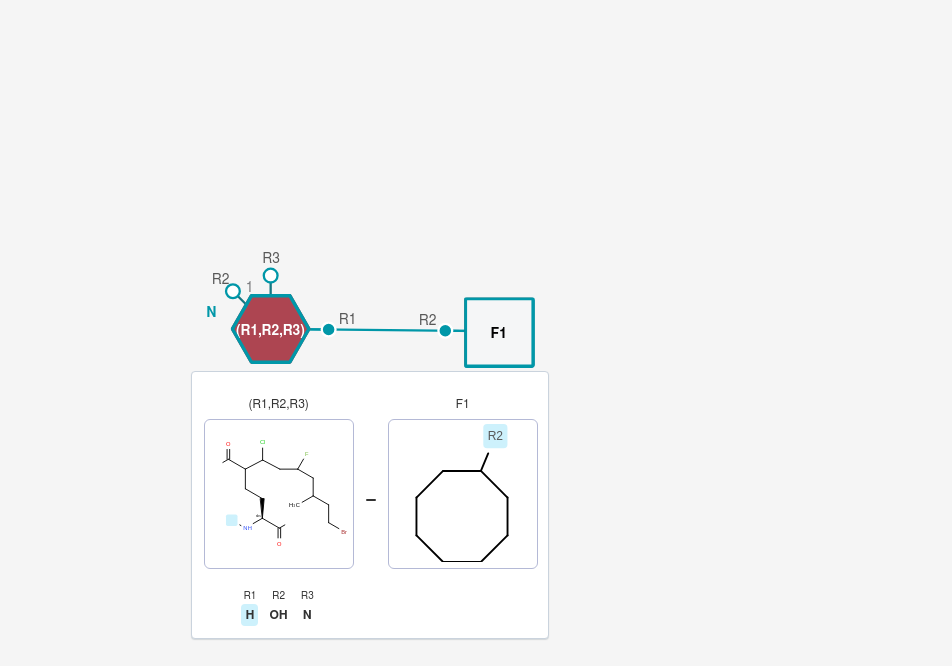 R3
R2
1
N
(R1,R2,R3)
R1
R2
F1
(R1,R2,R3)
F1
O
Cl
F
H₃C
NH
O
Br
R2
R1 R2 R3
H OH N